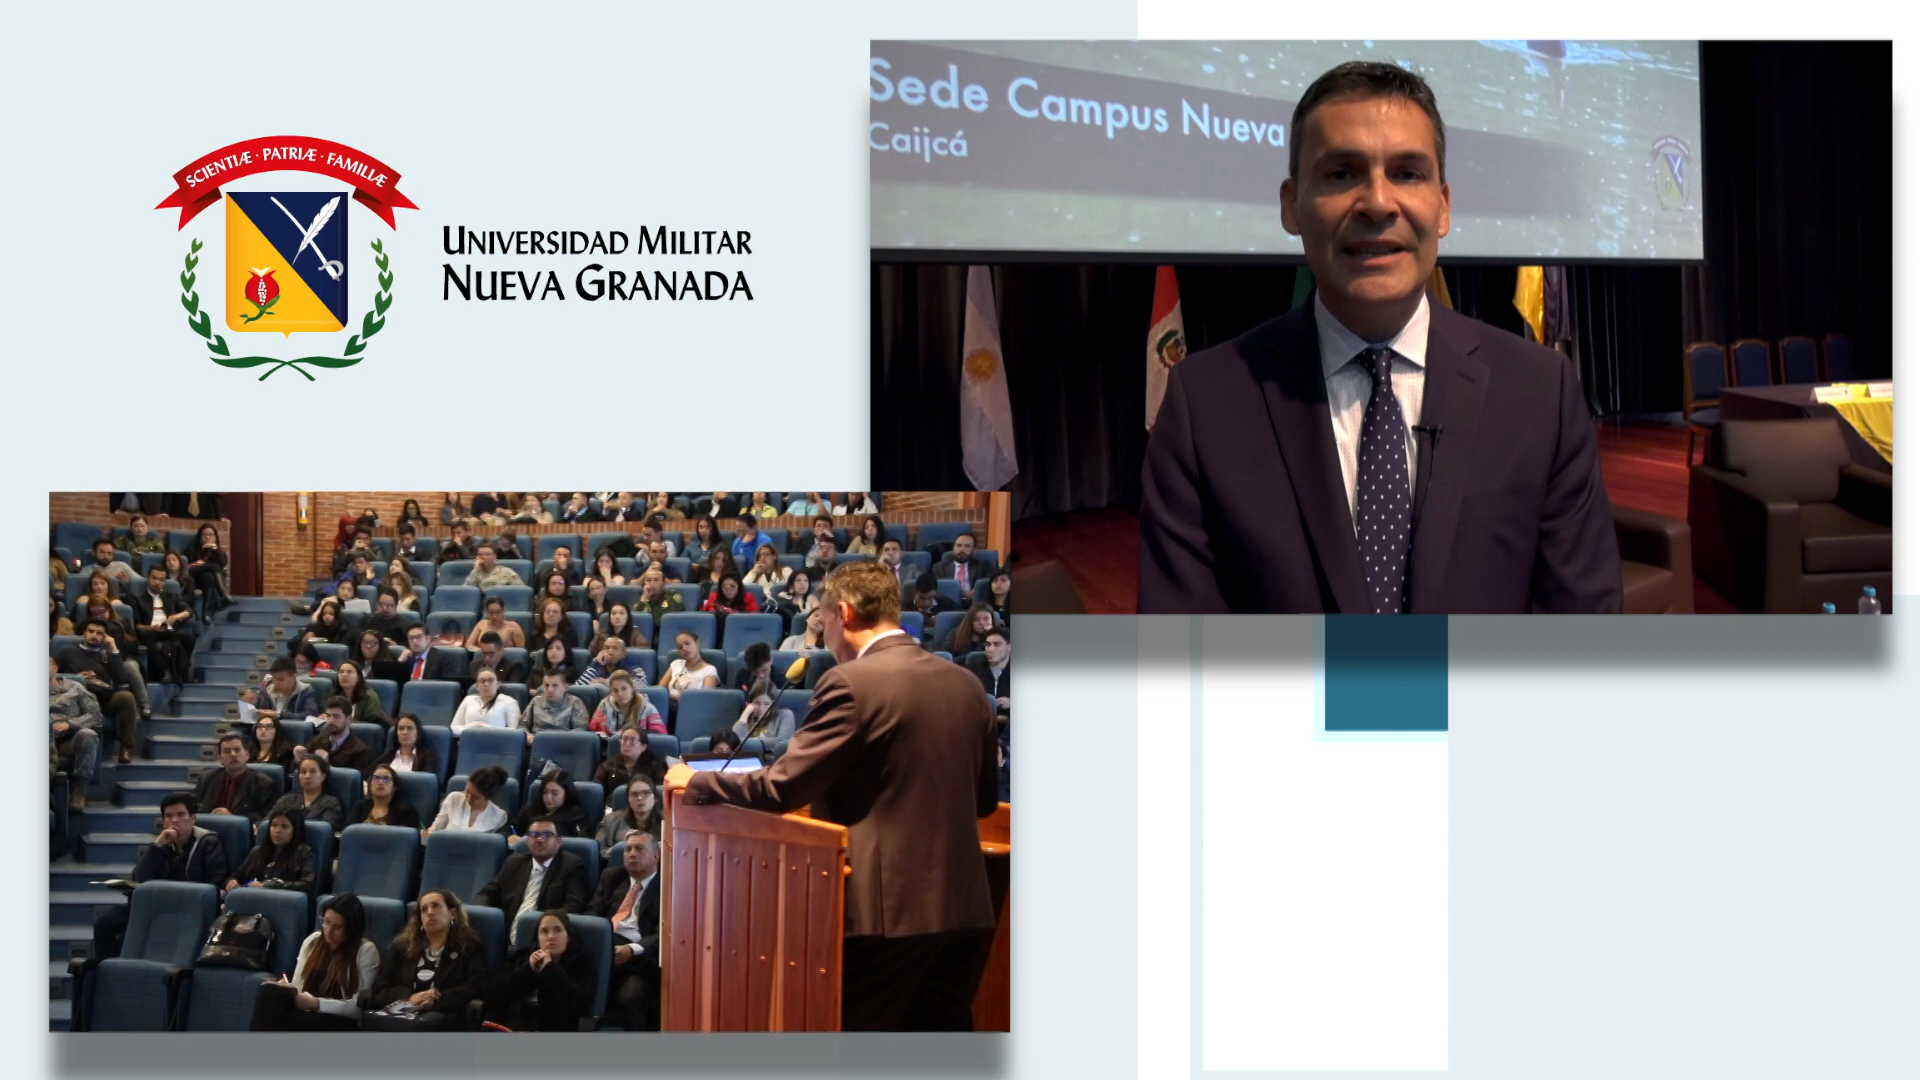 SCIENTIÆ · PATRIÆ · FAMILIÆ
UNIVERSIDAD MILITAR
NUEVA GRANADA
Sede Campus Nueva
Caijcá